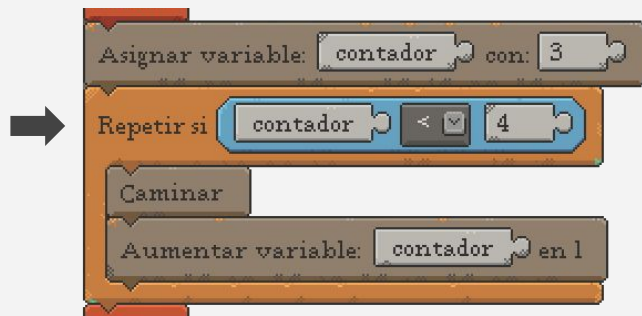 Asignar variable: contador con: 3
Repetir si contador < 4
Caminar
Aumentar variable: contador en 1